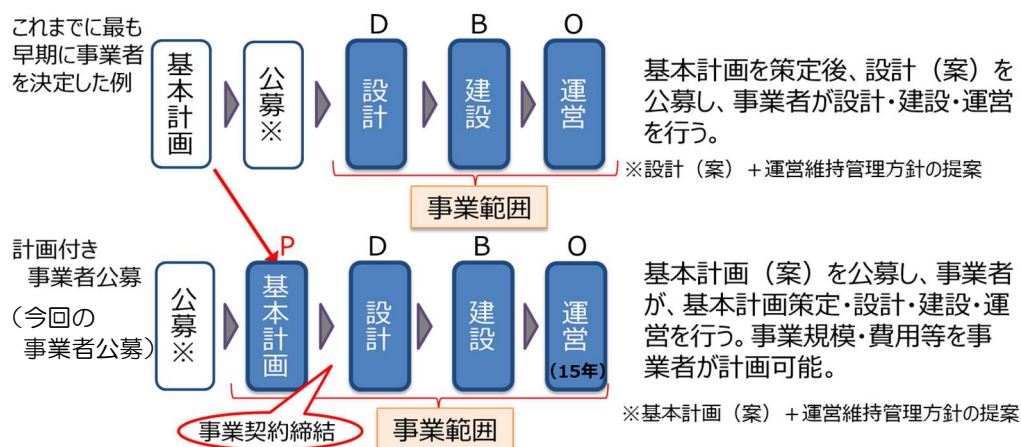 これまでに最も
早期に事業者
を決定した例
基本計画
公募※
D
設計
B
建設
O
運営
事業範囲
基本計画を策定後、設計（案）を
公募し、事業者が設計・建設・運営
を行う。
※設計（案）＋運営維持管理方針の提案
計画付き
事業者公募
（今回の
事業者公募）
公募※
P
基本計画
D
設計
B
建設
O
運営
（15年）
事業契約締結
事業範囲
基本計画（案）を公募し、事業者
が、基本計画策定・設計・建設・運
営を行う。事業規模・費用等を事
業者が計画可能。
※基本計画（案）＋運営維持管理方針の提案